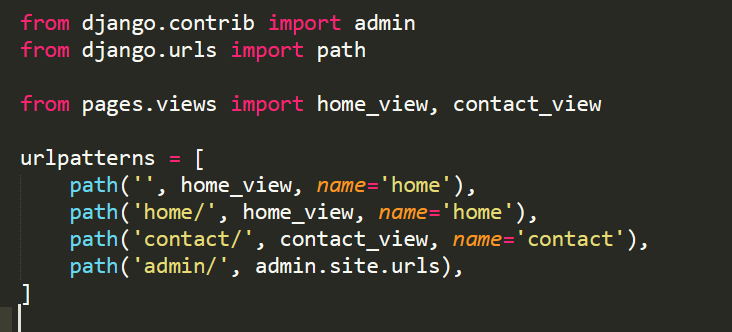 from django.contrib import admin
from django.urls import path

from pages.views import home_view, contact_view

urlpatterns = [
    path('', home_view, name='home'),
    path('home/', home_view, name='home'),
    path('contact/', contact_view, name='contact'),
    path('admin/', admin.site.urls),
]